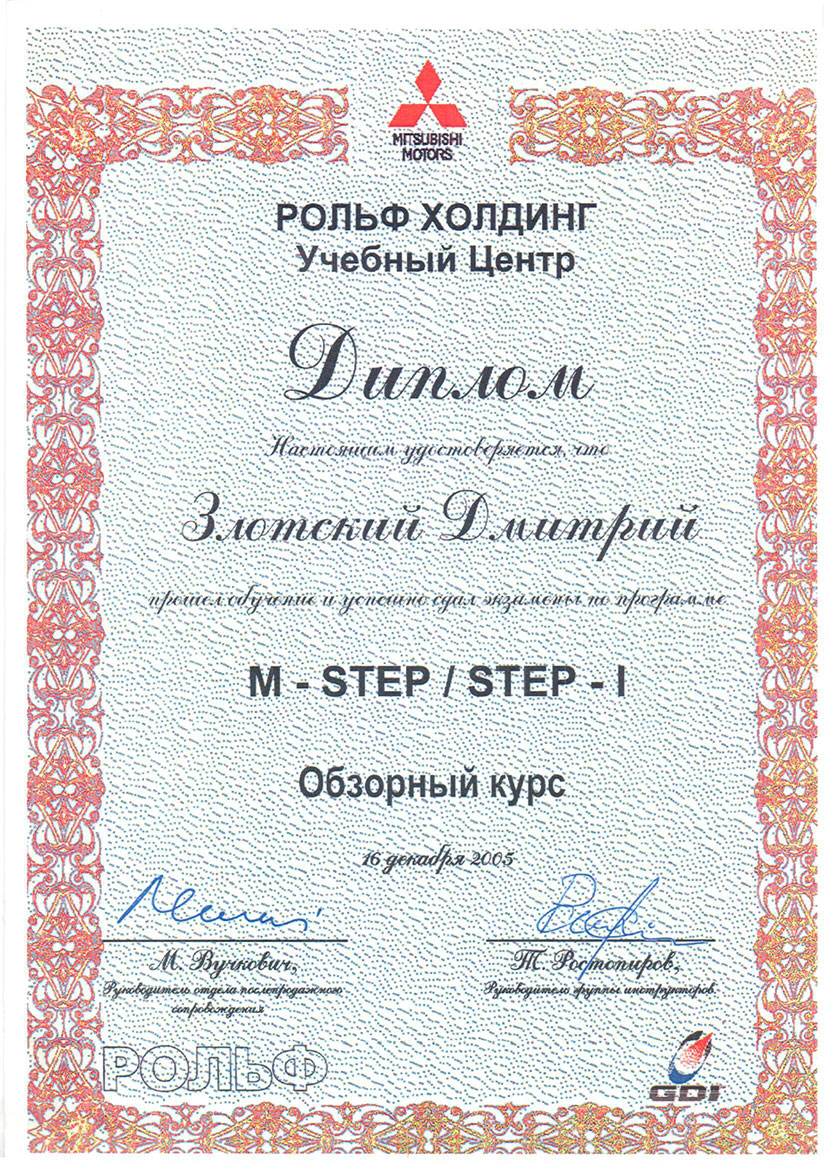 MITSUBISHI
MOTORS
РОЛЬФ ХОЛДИНГ
Учебный Центр
Диплом
Настоящим удостоверяется, что
Злотский Дмитрий
прошел обучение и успешно сдал экзамены по программе
M - STEP / STEP - I
Обзорный курс
16 декабря 2005
М. Вучкович,
Руководитель отдела послепродажного
сопровождения
Т. Ростопиров,
Руководитель группы инструкторов
РОЛЬФ
GDI